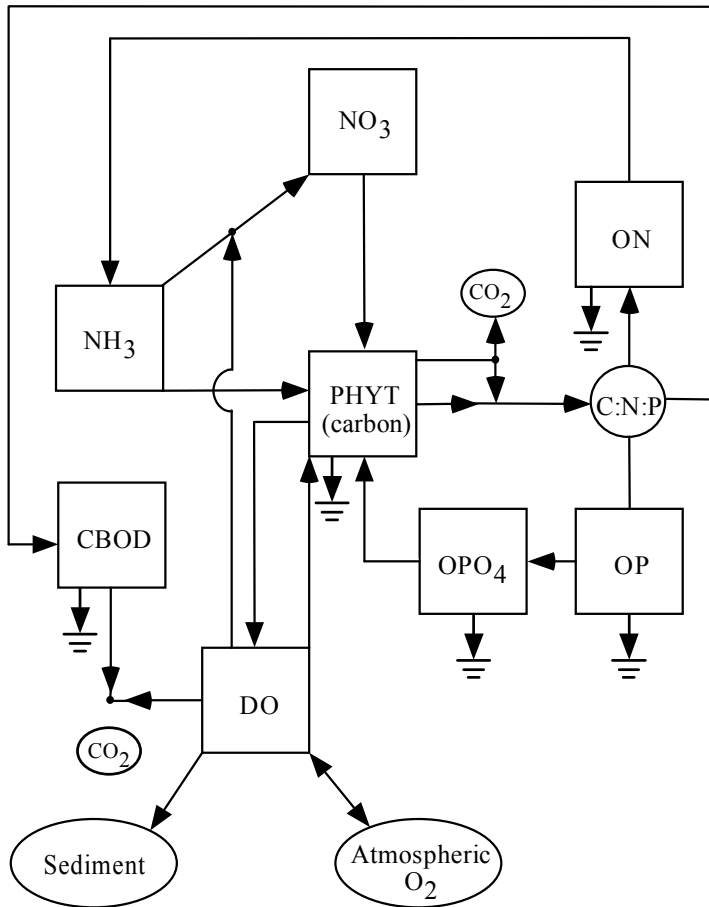 NO3
ON
CO2
NH3
PHYT
(carbon)
C:N:P
CBOD
OPO4
OP
DO
CO2
Sediment
Atmospheric
O2